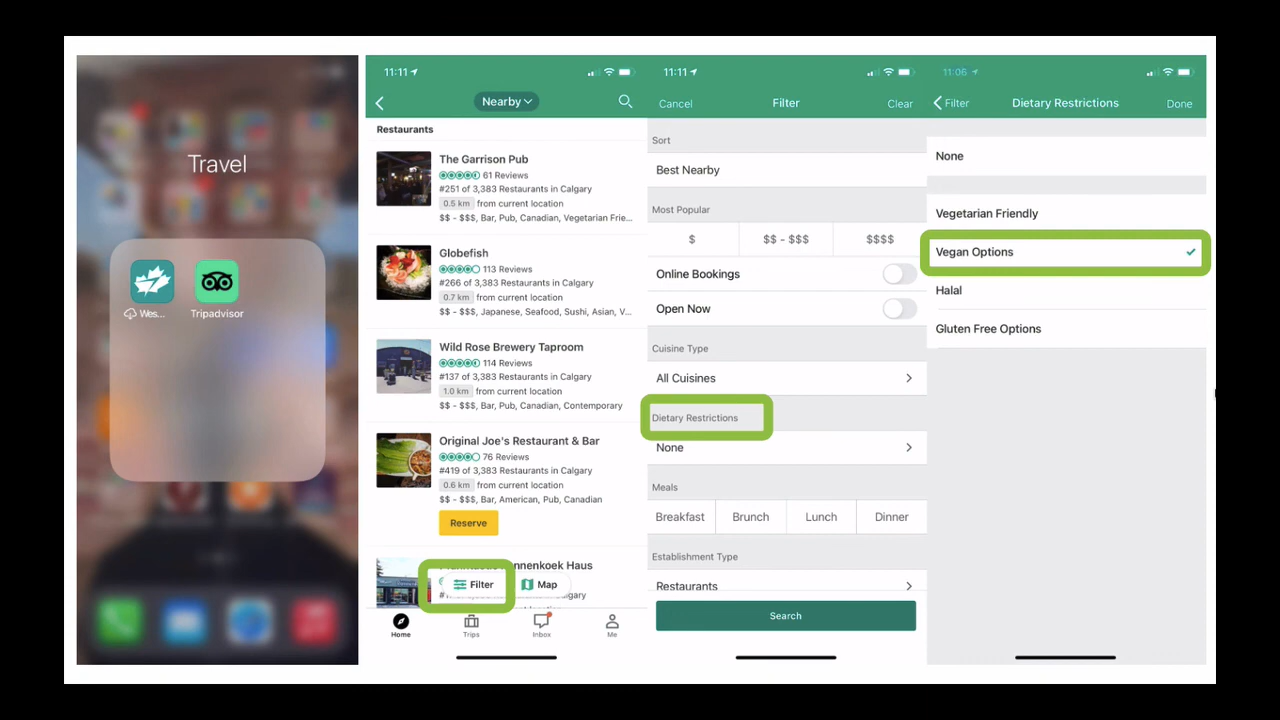 Travel
Wes...
Tripadvisor
11:11
Nearby
Restaurants
The Garrison Pub
61 Reviews
#251 of 3,383 Restaurants in Calgary
0.5 km from current location
$$ - $$$, Bar, Pub, Canadian, Vegetarian Frie...
Globefish
113 Reviews
#266 of 3,383 Restaurants in Calgary
0.7 km from current location
$$ - $$$, Japanese, Seafood, Sushi, Asian, V...
Wild Rose Brewery Taproom
114 Reviews
#137 of 3,383 Restaurants in Calgary
1.0 km from current location
$$ - $$$, Bar, Pub, Canadian, Contemporary
Original Joe's Restaurant & Bar
76 Reviews
#419 of 3,383 Restaurants in Calgary
0.6 km from current location
$$ - $$$, Bar, American, Pub, Canadian
Reserve
Haus
Filter
Map
Home
Trips
Inbox
Me
11:11
Cancel
Filter
Clear
Sort
Best Nearby
Most Popular
$
$$ - $$$
$$$$
Online Bookings
Open Now
Cuisine Type
All Cuisines
Dietary Restrictions
None
Meals
Breakfast
Brunch
Lunch
Dinner
Establishment Type
Restaurants
Search
11:06
Filter
Dietary Restrictions
Done
None
Vegetarian Friendly
Vegan Options
Halal
Gluten Free Options